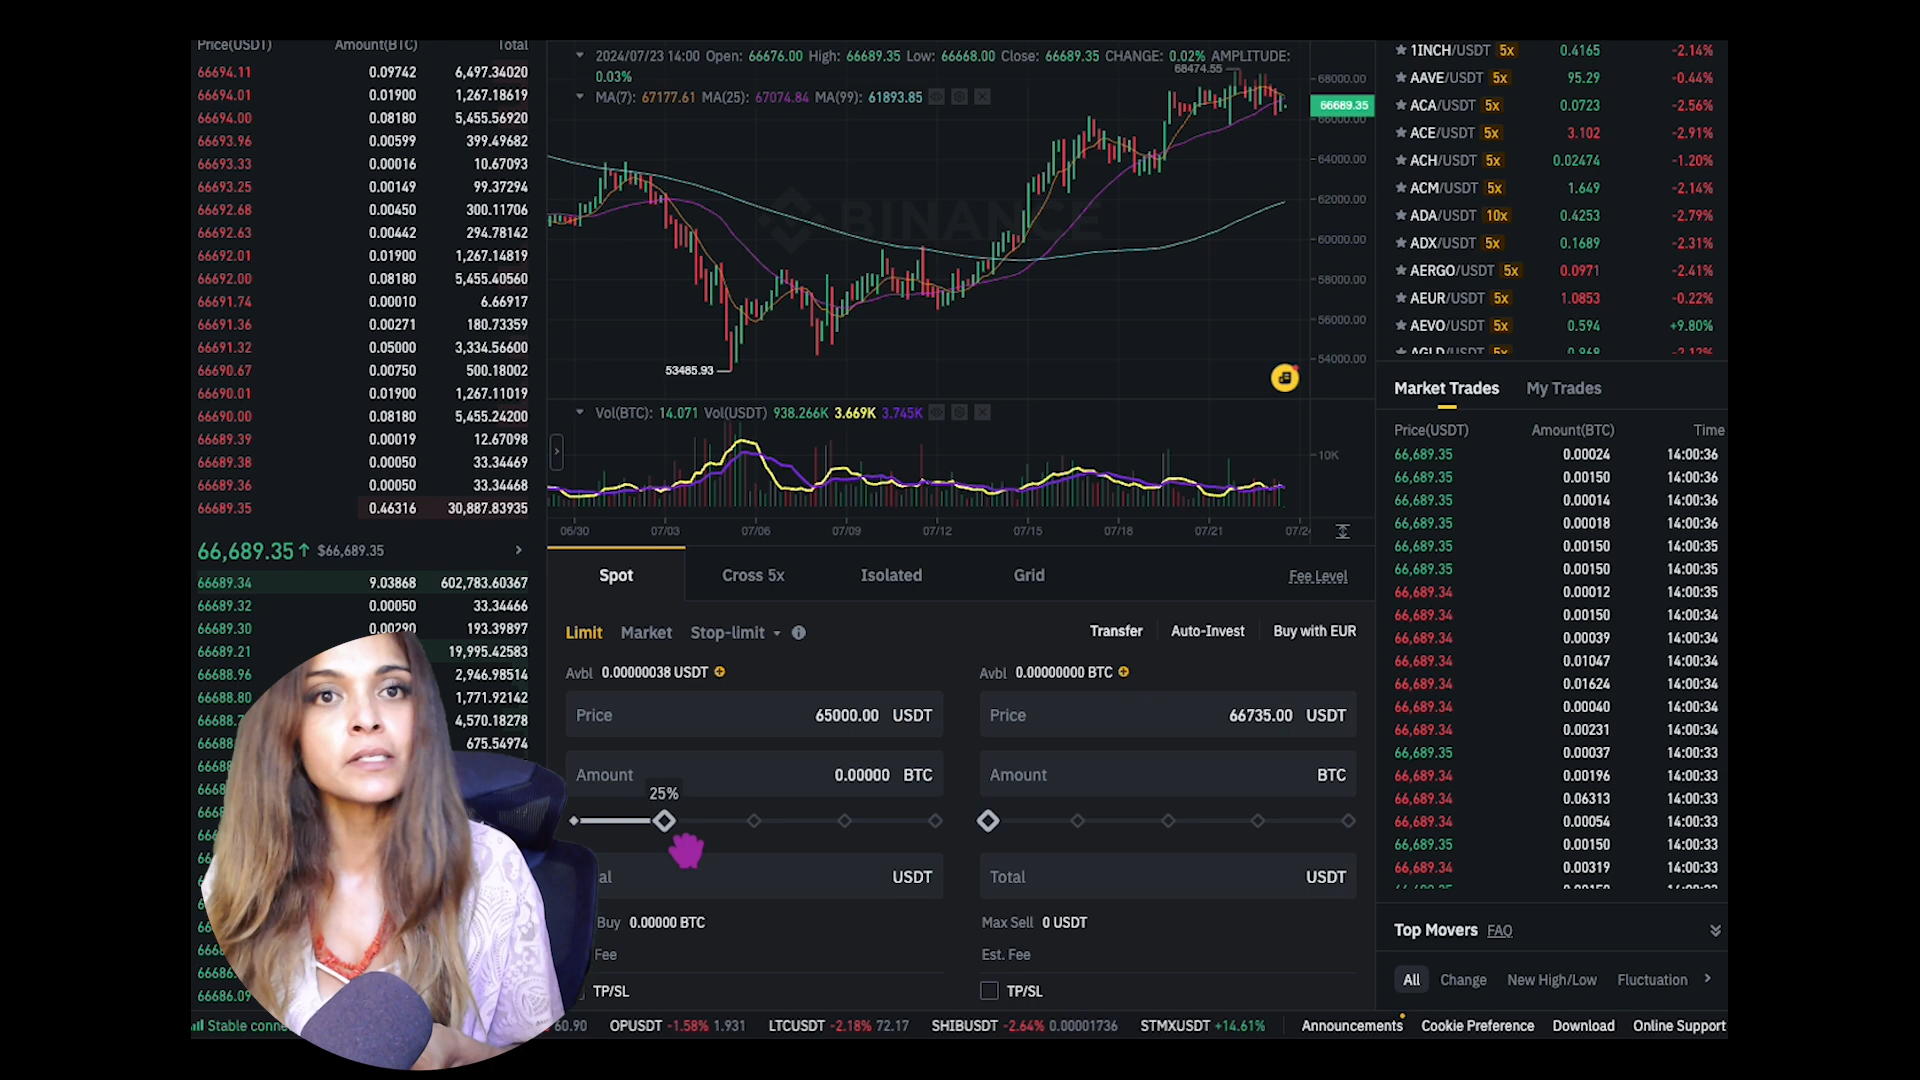 Price(USDT) Amount(BTC) Total
66694.11 0.09742 6,497.34020
66694.01 0.01900 1,267.18619
66694.00 0.08180 5,455.56920
66693.96 0.00599 399.49682
66693.33 0.00016 10.67093
66693.25 0.00149 99.37294
66692.68 0.00450 300.11706
66692.63 0.00442 294.78142
66692.01 0.01900 1,267.14819
66692.00 0.08180 5,455.40560
66691.74 0.00010 6.66917
66691.36 0.00271 180.73359
66691.32 0.05000 3,334.56600
66690.67 0.00750 500.18002
66690.01 0.01900 1,267.11019
66690.00 0.08180 5,455.24200
66689.39 0.00019 12.67098
66689.38 0.00050 33.34469
66689.36 0.00050 33.34468
66689.35 0.46316 30,887.83935
66,689.35↑ $66,689.35 >
66689.34 9.03868 602,783.60367
66689.32 0.00050 33.34466
66689.30 0.00290 193.39897
66689.21 19,995.42583
66688.96 2,946.98514
66688.80 1,771.92142
66688.7 4,570.18278
66688 675.54974
66686.09
2024/07/23 14:00 Open: 66676.00 High: 66689.35 Low: 66668.00 Close: 66689.35 CHANGE: 0.02% AMPLITUDE:
0.03%
68474.55
MA(7): 67177.61 MA(25): 67074.84 MA(99): 61893.85
68000.00
66689.35
66000.00
64000.00
62000.00
BINANCE
60000.00
58000.00
56000.00
54000.00
53485.93
Vol(BTC): 14.071 Vol(USDT) 938.266K 3.669K 3.745K
10K
06/30 07/03 07/06 07/09 07/12 07/15 07/18 07/21 07/24
Spot Cross 5x Isolated Grid Fee Level
Limit Market Stop-limit Transfer Auto-Invest Buy with EUR
Avbl 0.00000038 USDT Avbl 0.00000000 BTC
Price 65000.00 USDT Price 66735.00 USDT
Amount 0.00000 BTC Amount BTC
25%
al USDT Total USDT
Buy 0.00000 BTC Max Sell 0 USDT
Fee Est. Fee
TP/SL TP/SL
1INCH/USDT 5x 0.4165 -2.14%
AAVE/USDT 5x 95.29 -0.44%
ACA/USDT 5x 0.0723 -2.56%
ACE/USDT 5x 3.102 -2.91%
ACH/USDT 5x 0.02474 -1.20%
ACM/USDT 5x 1.649 -2.14%
ADA/USDT 10x 0.4253 -2.79%
ADX/USDT 5x 0.1689 -2.31%
AERGO/USDT 5x 0.0971 -2.41%
AEUR/USDT 5x 1.0853 -0.22%
AEVO/USDT 5x 0.594 +9.80%
AGLD/USDT 5x 0.968 -2.12%
Market Trades My Trades
Price(USDT) Amount(BTC) Time
66,689.35 0.00024 14:00:36
66,689.35 0.00150 14:00:36
66,689.35 0.00014 14:00:36
66,689.35 0.00018 14:00:36
66,689.35 0.00150 14:00:35
66,689.35 0.00150 14:00:35
66,689.34 0.00012 14:00:35
66,689.34 0.00150 14:00:35
66,689.34 0.00039 14:00:34
66,689.34 0.01047 14:00:34
66,689.34 0.01624 14:00:34
66,689.34 0.00040 14:00:34
66,689.34 0.00231 14:00:34
66,689.35 0.00037 14:00:33
66,689.34 0.00196 14:00:33
66,689.34 0.06313 14:00:33
66,689.34 0.00054 14:00:33
66,689.35 0.00150 14:00:33
66,689.34 0.00319 14:00:33
Top Movers FAQ
All Change New High/Low Fluctuation >
Stable conne 60.90 OPUSDT -1.58% 1.931 LTCUSDT -2.18% 72.17 SHIBUSDT -2.64% 0.00001736 STMXUSDT +14.61% Announcements Cookie Preference Download Online Support